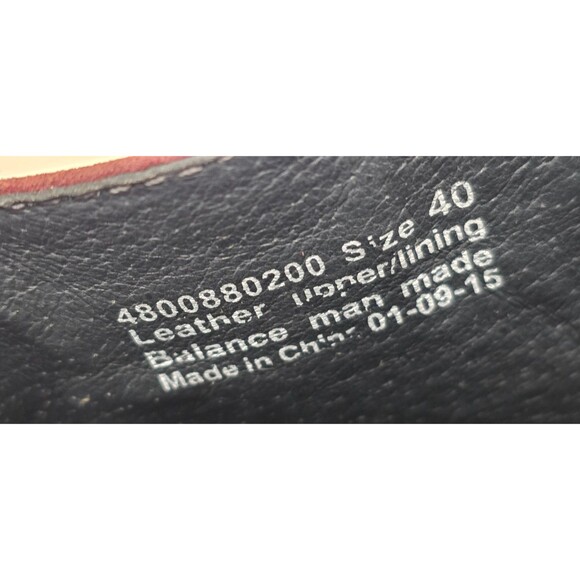 4800880200 Size 40
Leather upper/lining
Balance man made
Made in China 01-09-15